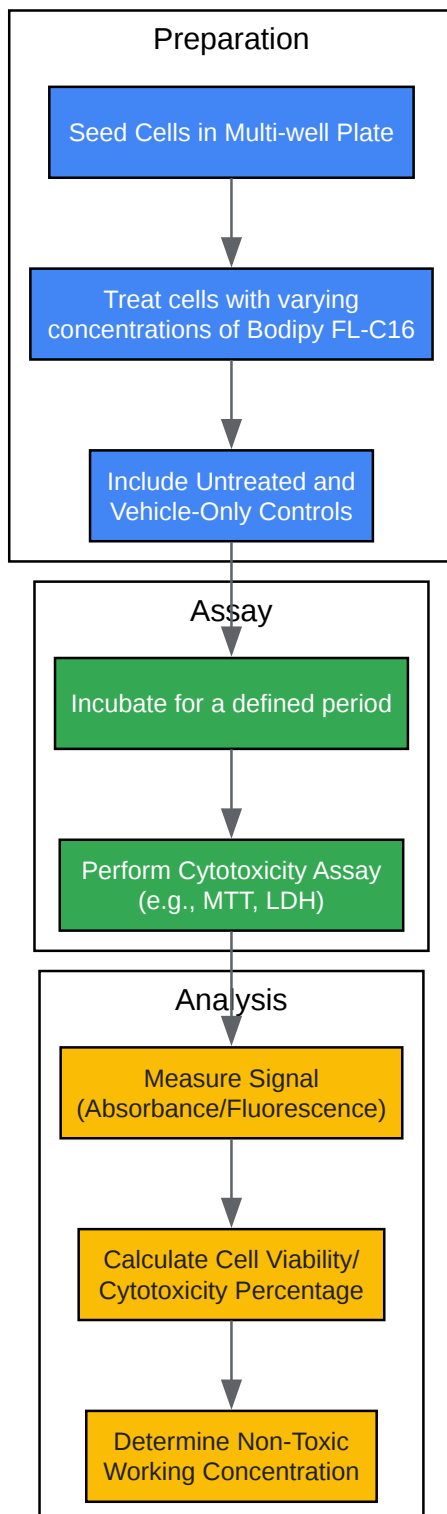 Preparation
Seed Cells in Multi-well Plate
Treat cells with varying
concentrations of Bodipy FL-C16
Include Untreated and
Vehicle-Only Controls
Assay
Incubate for a defined period
Perform Cytotoxicity Assay
(e.g., MTT, LDH)
Analysis
Measure Signal
(Absorbance/Fluorescence)
Calculate Cell Viability/
Cytotoxicity Percentage
Determine Non-Toxic
Working Concentration